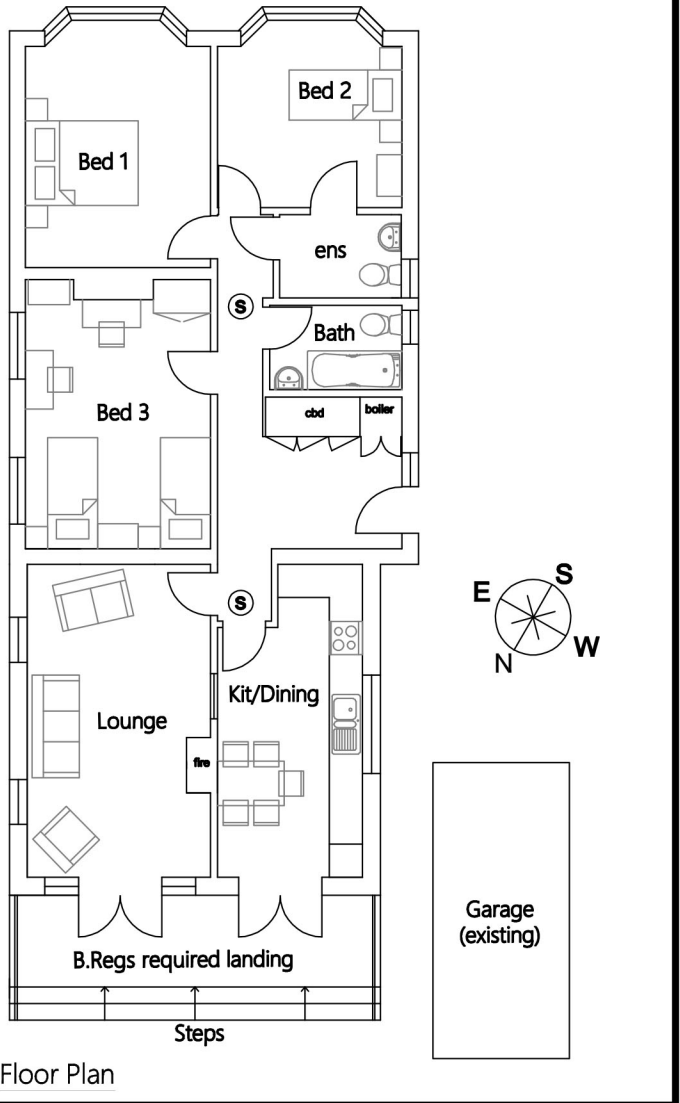 Bed 2
Bed 1
ens
S
Bath
cbd
boiler
Bed 3
S
S
E
W
N
Kit/Dining
Lounge
fire
Garage
(existing)
B.Regs required landing
Steps
Floor Plan